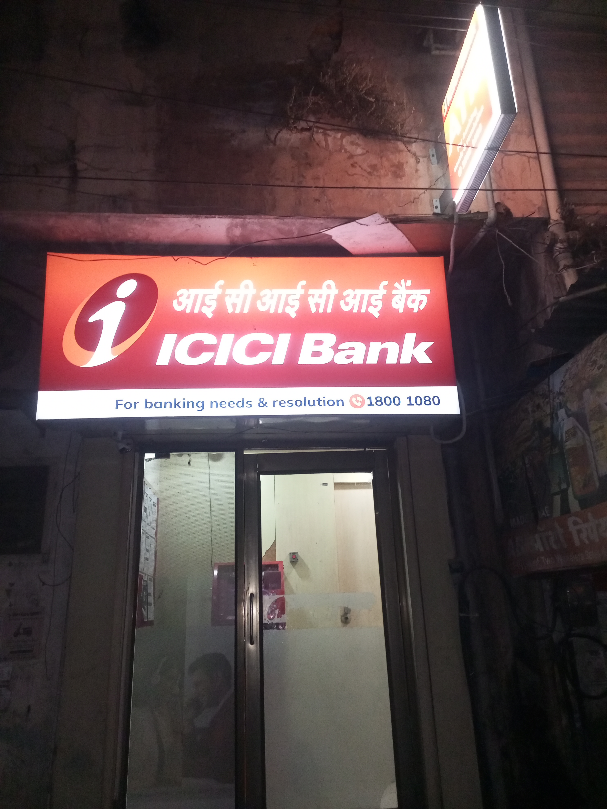 आई सी आई सी आई बैंक
ICICI Bank
For banking needs & resolution 1800 1080